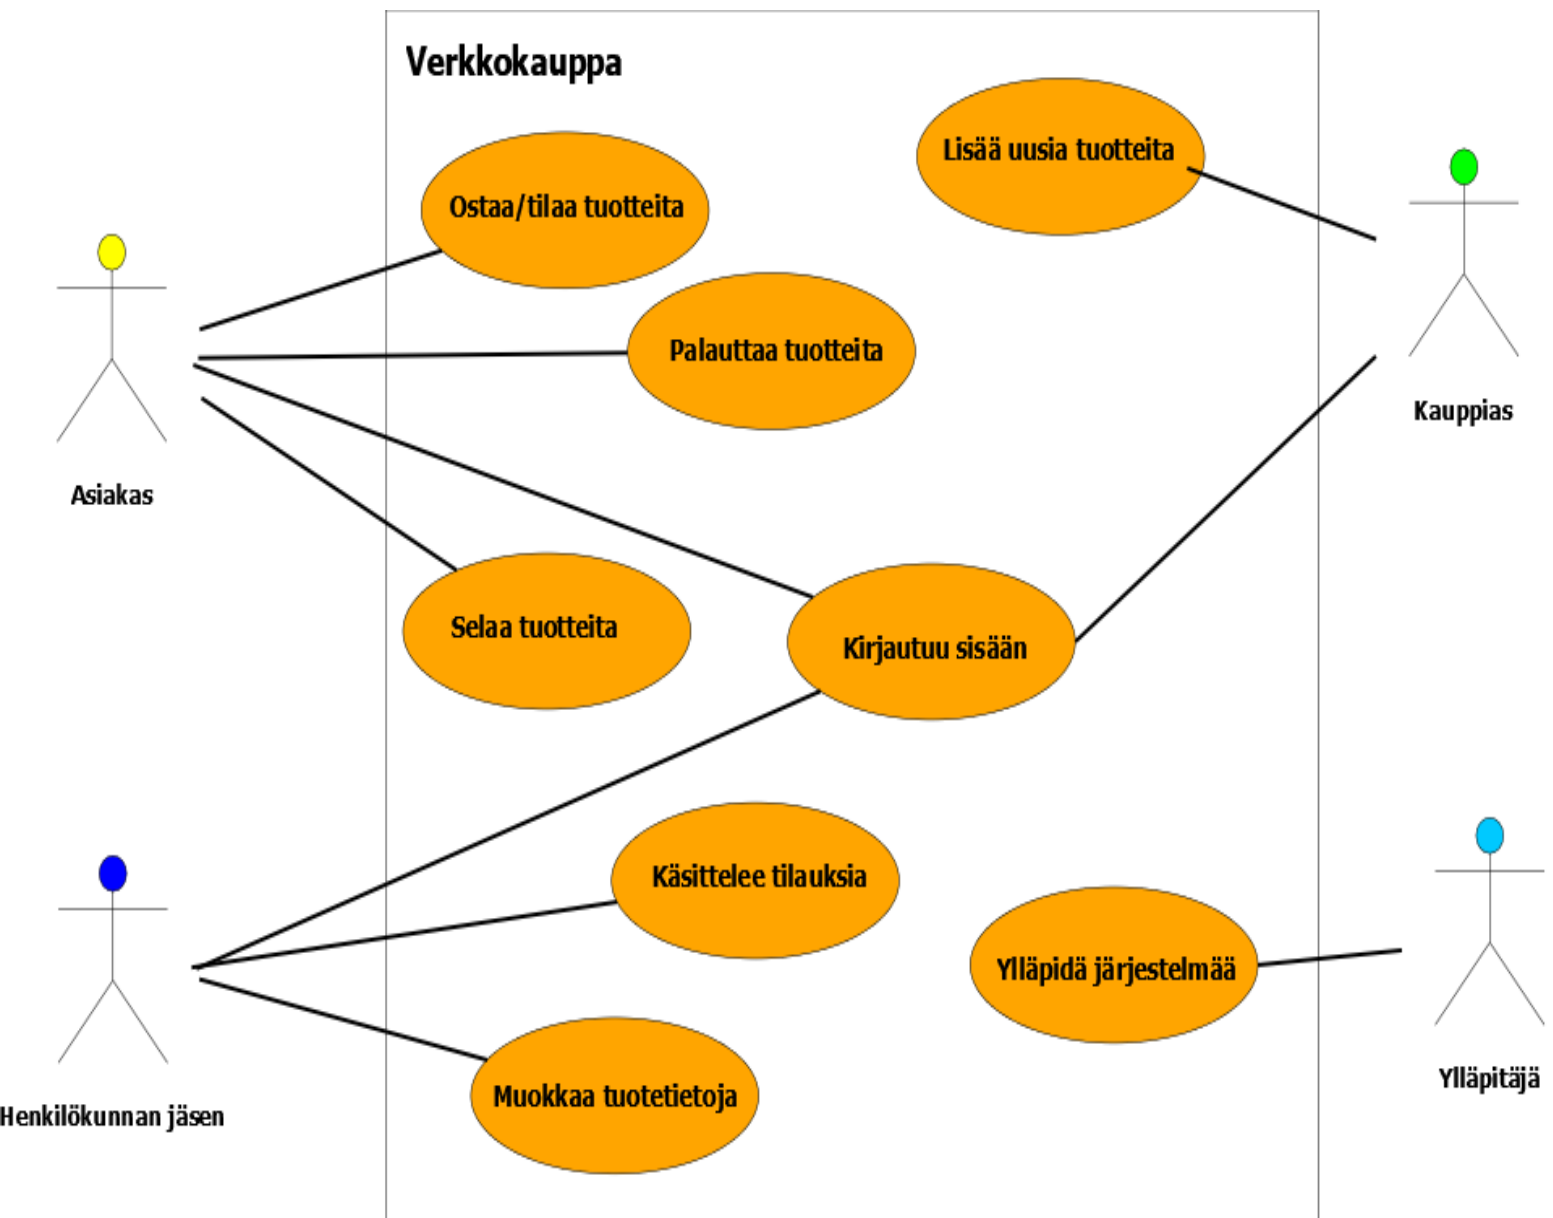 Verkkokauppa
Lisää uusia tuotteita
Ostaa/tilaa tuotteita
Palauttaa tuotteita
Kauppias
Asiakas
Selaa tuotteita
Kirjautuu sisään
Käsittelee tilauksia
Ylläpidä järjestelmää
Ylläpitäjä
Muokkaa tuotetietoja
Henkilökunnan jäsen